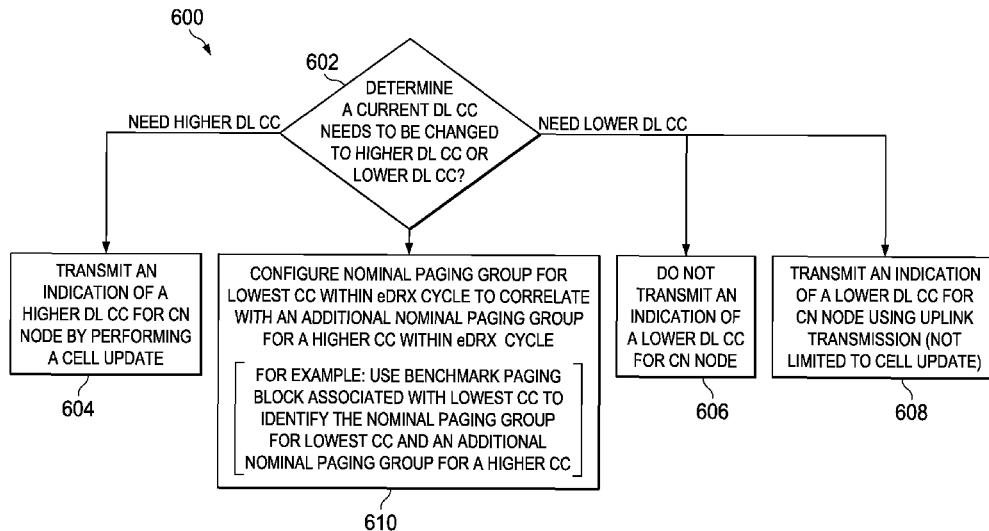 600
602
DETERMINE
A CURRENT DL CC
NEEDS TO BE CHANGED
TO HIGHER DL CC OR
LOWER DL CC?
NEED HIGHER DL CC
NEED LOWER DL CC
TRANSMIT AN
INDICATION OF A
HIGHER DL CC FOR CN
NODE BY PERFORMING
A CELL UPDATE
604
CONFIGURE NOMINAL PAGING GROUP FOR
LOWEST CC WITHIN eDRX CYCLE TO CORRELATE
WITH AN ADDITIONAL NOMINAL PAGING GROUP
FOR A HIGHER CC WITHIN eDRX CYCLE
FOR EXAMPLE: USE BENCHMARK PAGING
BLOCK ASSOCIATED WITH LOWEST CC TO
IDENTIFY THE NOMINAL PAGING GROUP
FOR LOWEST CC AND AN ADDITIONAL
NOMINAL PAGING GROUP FOR A HIGHER CC
610
DO NOT
TRANSMIT AN
INDICATION OF
A LOWER DL CC
FOR CN NODE
606
TRANSMIT AN INDICATION
OF A LOWER DL CC FOR
CN NODE USING UPLINK
TRANSMISSION (NOT
LIMITED TO CELL UPDATE)
608